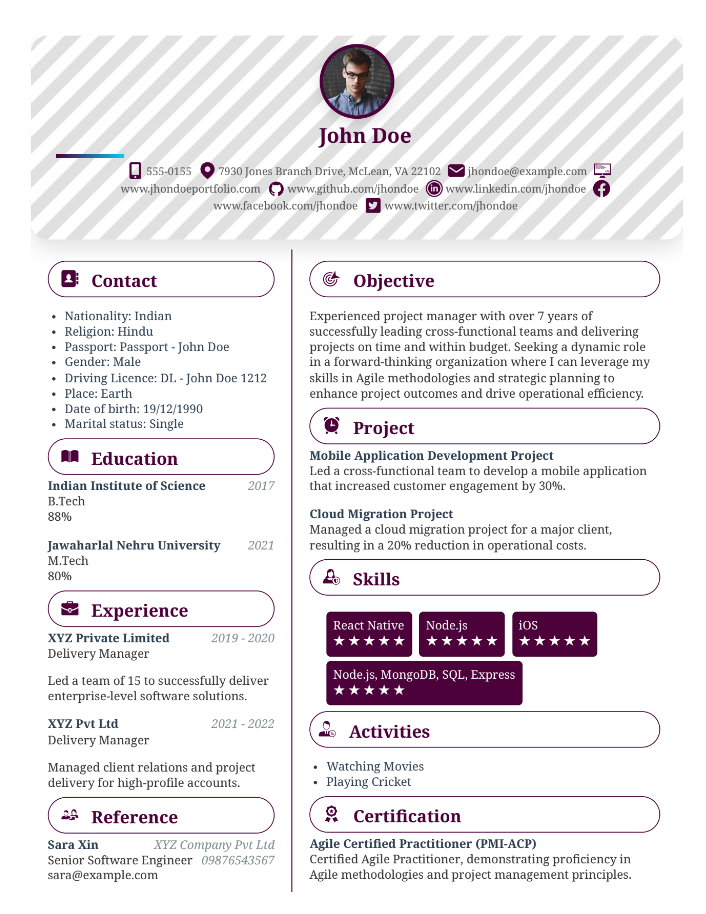 John Doe
555-0155 7930 Jones Branch Drive, McLean, VA 22102 jhondoe@example.com
www.jhondoeportfolio.com www.github.com/jhondoe www.linkedin.com/jhondoe
www.facebook.com/jhondoe www.twitter.com/jhondoe
Contact
• Nationality: Indian
• Religion: Hindu
• Passport: Passport - John Doe
• Gender: Male
• Driving Licence: DL - John Doe 1212
• Place: Earth
• Date of birth: 19/12/1990
• Marital status: Single
Education
Indian Institute of Science 2017
B.Tech
88%
Jawaharlal Nehru University 2021
M.Tech
80%
Experience
XYZ Private Limited 2019 - 2020
Delivery Manager
Led a team of 15 to successfully deliver
enterprise-level software solutions.
XYZ Pvt Ltd 2021 - 2022
Delivery Manager
Managed client relations and project
delivery for high-profile accounts.
Reference
Sara Xin XYZ Company Pvt Ltd
Senior Software Engineer 09876543567
sara@example.com
Objective
Experienced project manager with over 7 years of
successfully leading cross-functional teams and delivering
projects on time and within budget. Seeking a dynamic role
in a forward-thinking organization where I can leverage my
skills in Agile methodologies and strategic planning to
enhance project outcomes and drive operational efficiency.
Project
Mobile Application Development Project
Led a cross-functional team to develop a mobile application
that increased customer engagement by 30%.
Cloud Migration Project
Managed a cloud migration project for a major client,
resulting in a 20% reduction in operational costs.
Skills
React Native Node.js iOS
★★★★★ ★★★★★ ★★★★★
Node.js, MongoDB, SQL, Express
★★★★★
Activities
• Watching Movies
• Playing Cricket
Certification
Agile Certified Practitioner (PMI-ACP)
Certified Agile Practitioner, demonstrating proficiency in
Agile methodologies and project management principles.